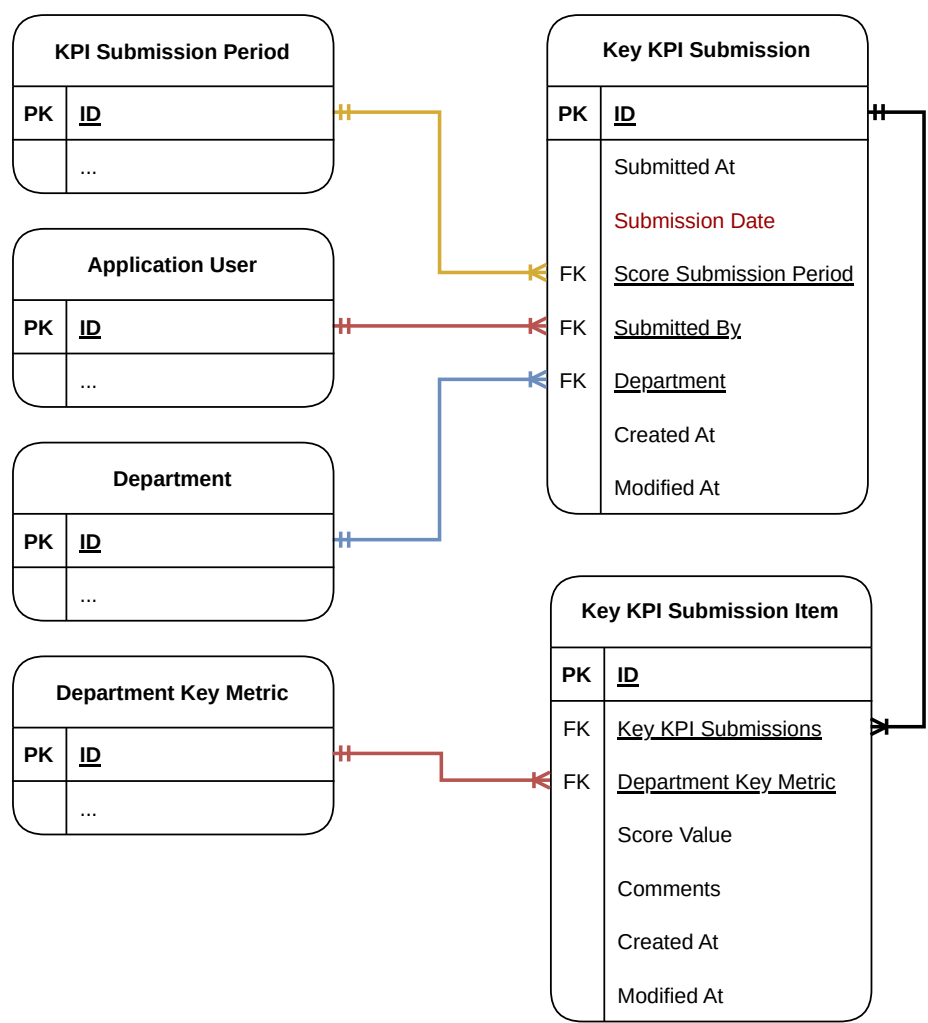 KPI Submission Period
PK ID
...
Application User
PK ID
...
Department
PK ID
...
Department Key Metric
PK ID
...
Key KPI Submission
PK ID
Submitted At
Submission Date
FK Score Submission Period
FK Submitted By
FK Department
Created At
Modified At
Key KPI Submission Item
PK ID
FK Key KPI Submissions
FK Department Key Metric
Score Value
Comments
Created At
Modified At